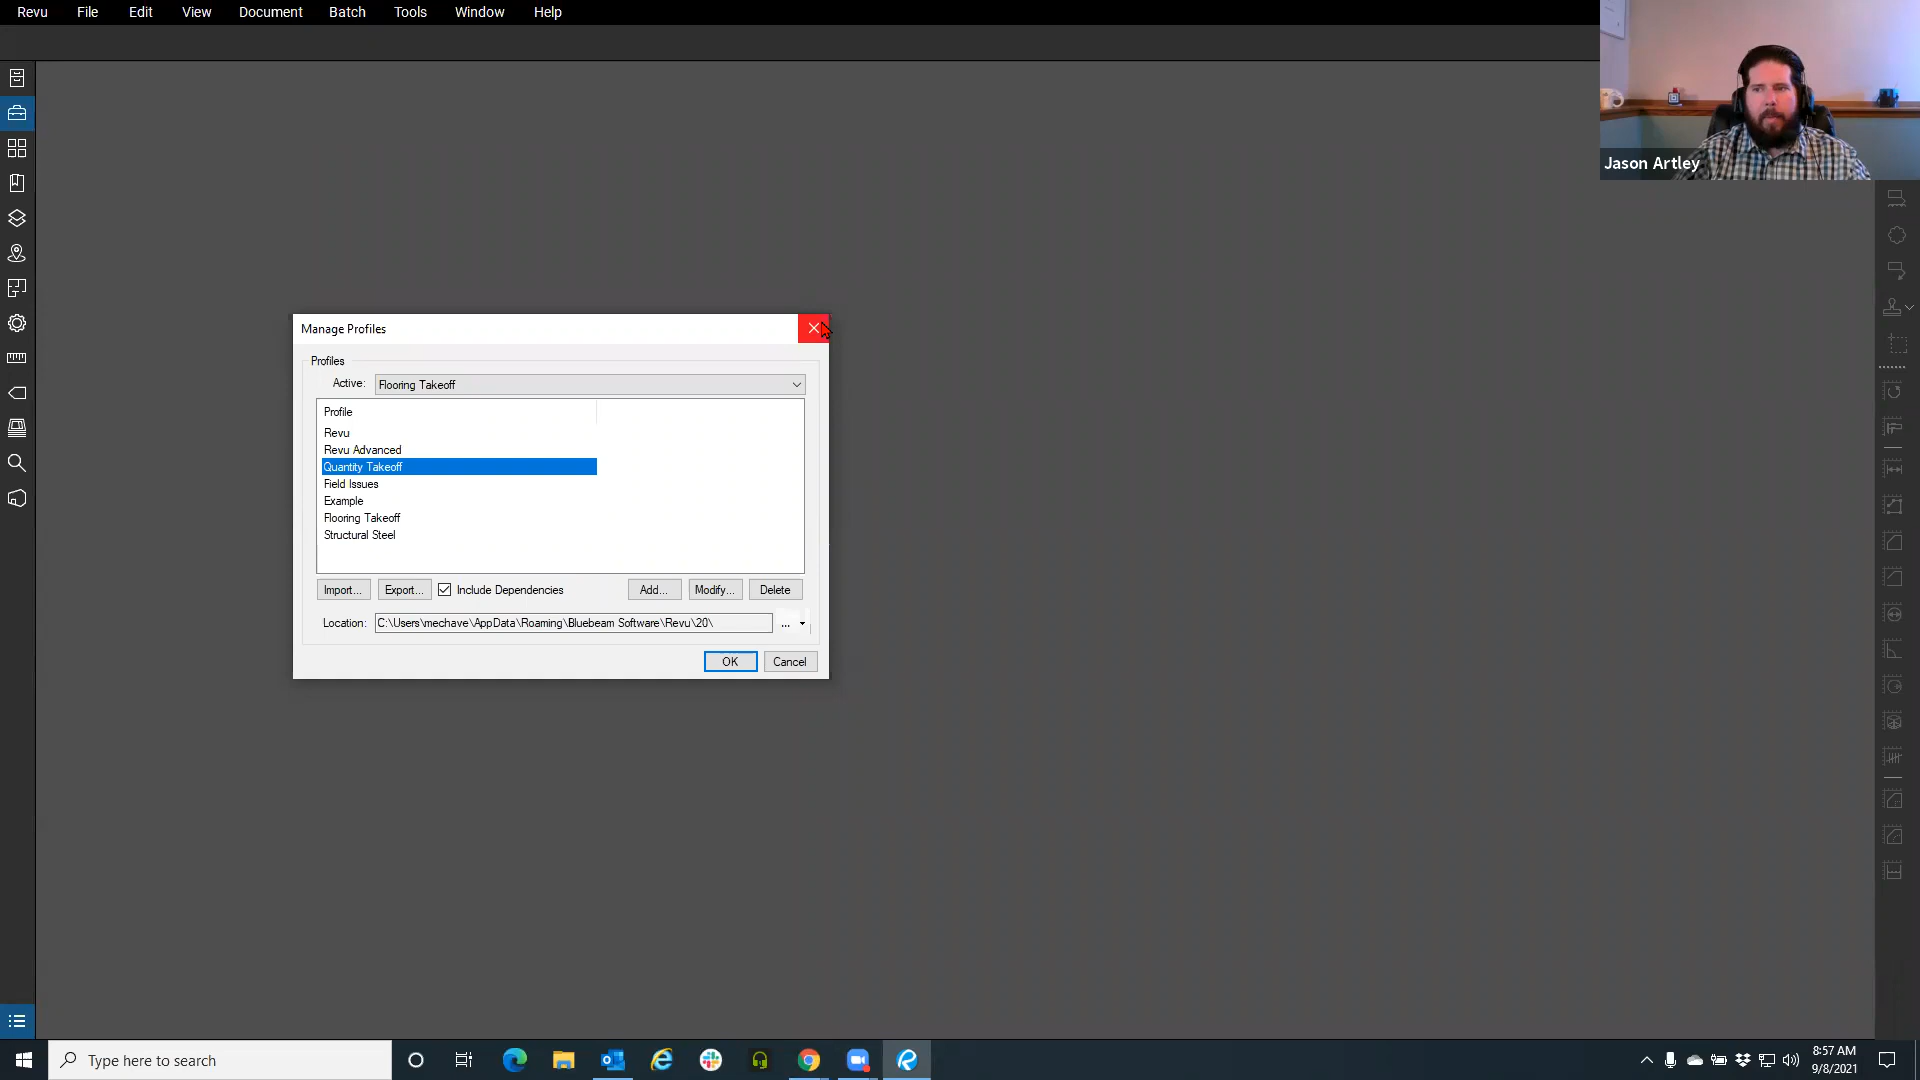 Revu File Edit View Document Batch Tools Window Help
Jason Artley
Manage Profiles
Profiles
Active: Flooring Takeoff
Profile
Revu
Revu Advanced
Quantity Takeoff
Field Issues
Example
Flooring Takeoff
Structural Steel
Import... Export... Include Dependencies Add... Modify... Delete
Location: C:\Users\mechave\AppData\Roaming\Bluebeam Software\Revu\20\ ...
OK Cancel
Type here to search
8:57 AM
9/8/2021